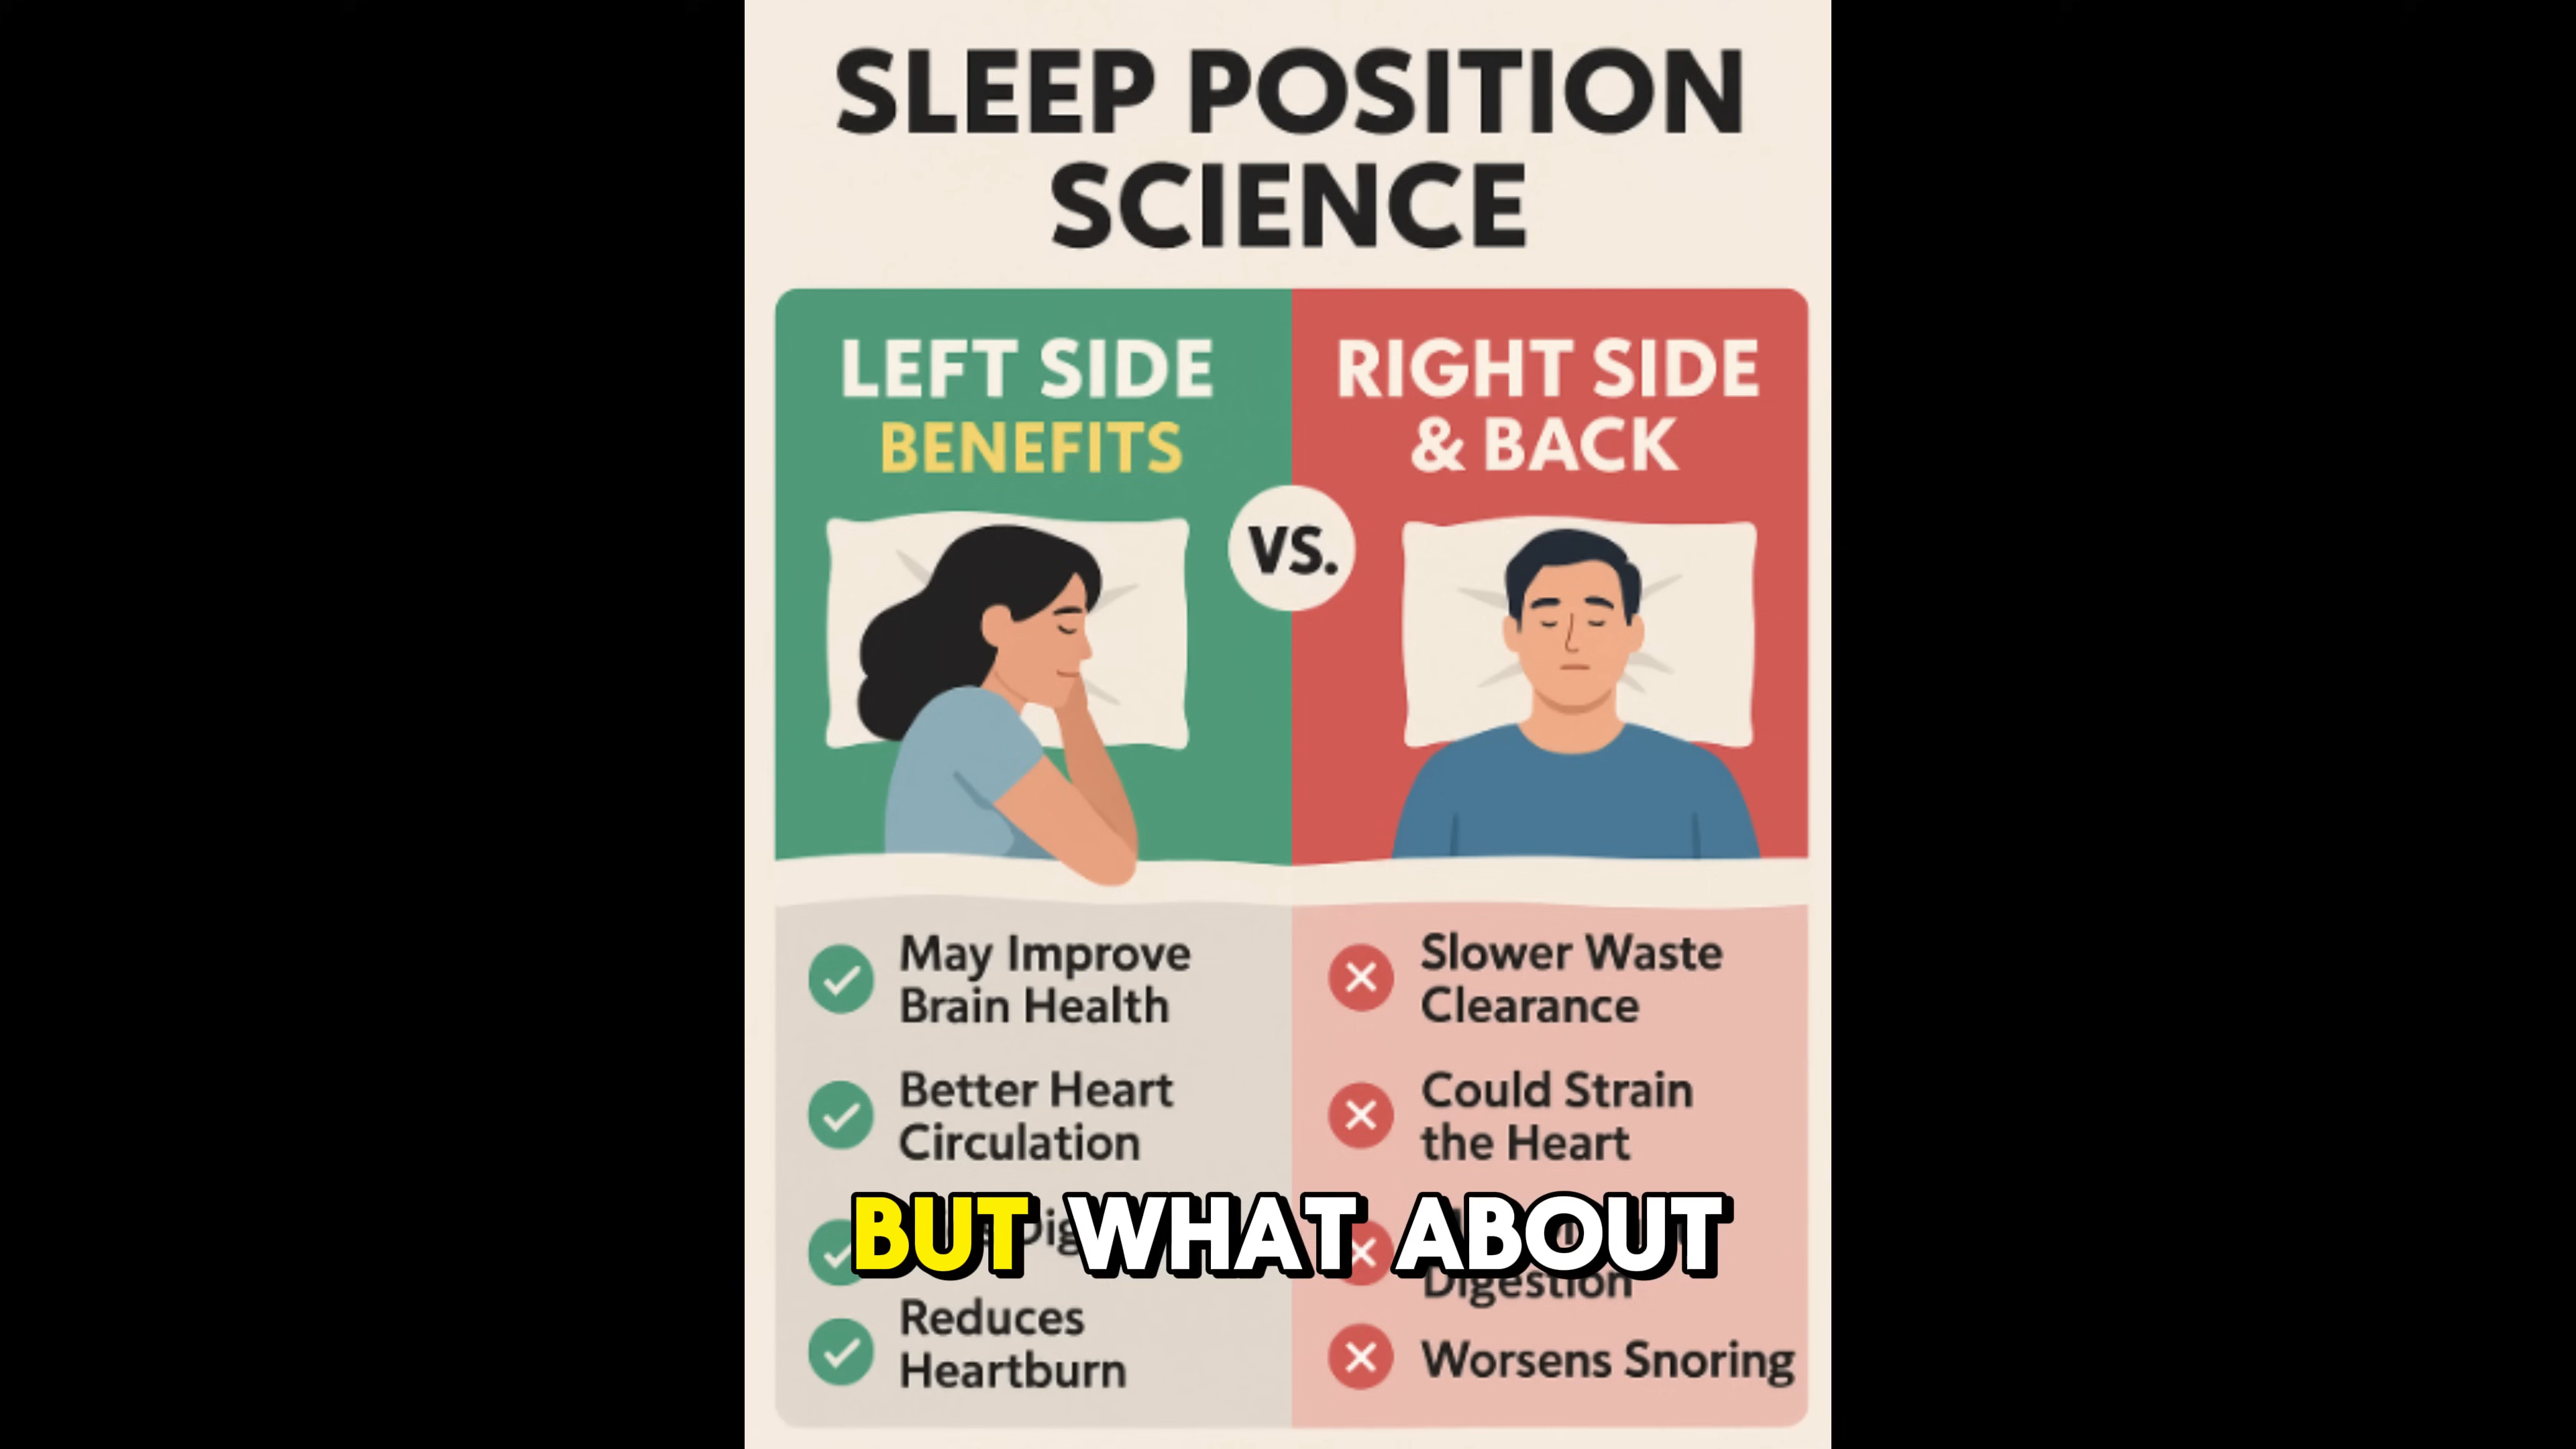 SLEEP POSITION
SCIENCE
LEFT SIDE
BENEFITS
VS.
RIGHT SIDE
& BACK
May Improve
Brain Health
Better Heart
Circulation
Reduces
Heartburn
Slower Waste
Clearance
Could Strain
the Heart
Digestion
Worsens Snoring
BUT WHAT ABOUT